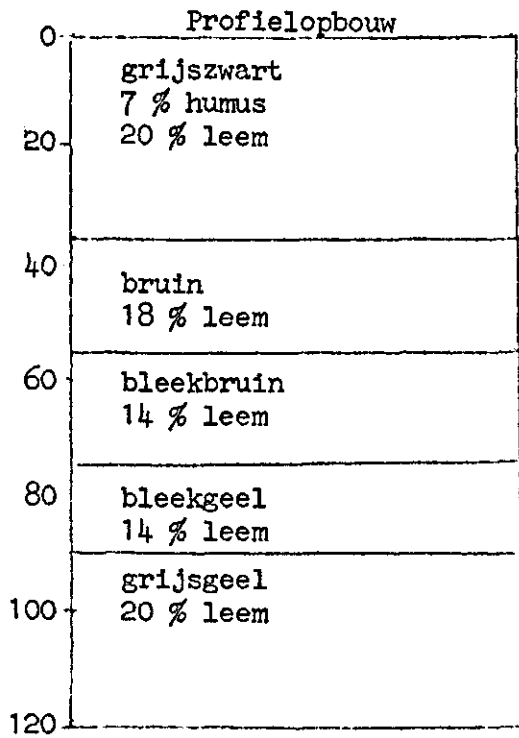 Profielopbouw
0
grijszwart
7 % humus
20 % leem
20
40
bruin
18 % leem
60
bleekbruin
14 % leem
80
bleekgeel
14 % leem
grijsgeel
100
20 % leem
120